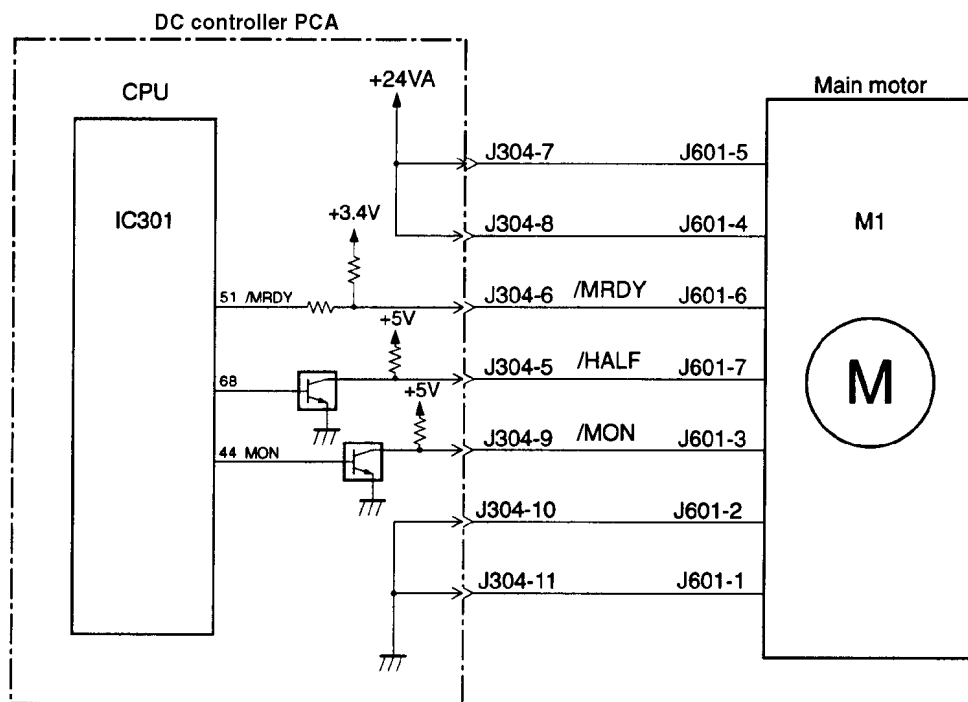 DC controller PCA
CPU
IC301
+24VA
Main motor
J304-7 J601-5
+3.4V
J304-8 J601-4
M1
51 /MRDY
J304-6 /MRDY J601-6
+5V
68
J304-5 /HALF J601-7
M
+5V
44 MON
J304-9 /MON J601-3
J304-10 J601-2
J304-11 J601-1